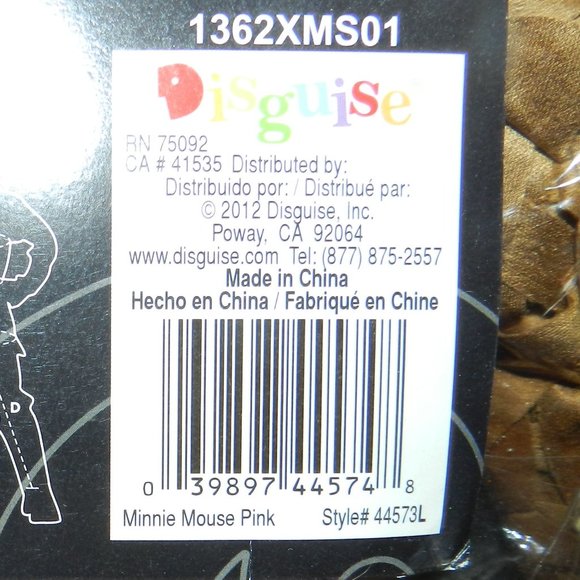 1362XMS01
Disguise
RN 75092
CA # 41535 Distributed by:
Distribuido por: / Distribué par:
© 2012 Disguise, Inc.
Poway, CA 92064
www.disguise.com Tel: (877) 875-2557
Made in China
Hecho en China / Fabriqué en Chine
0 39897 44574 8
Minnie Mouse Pink Style# 44573L
D